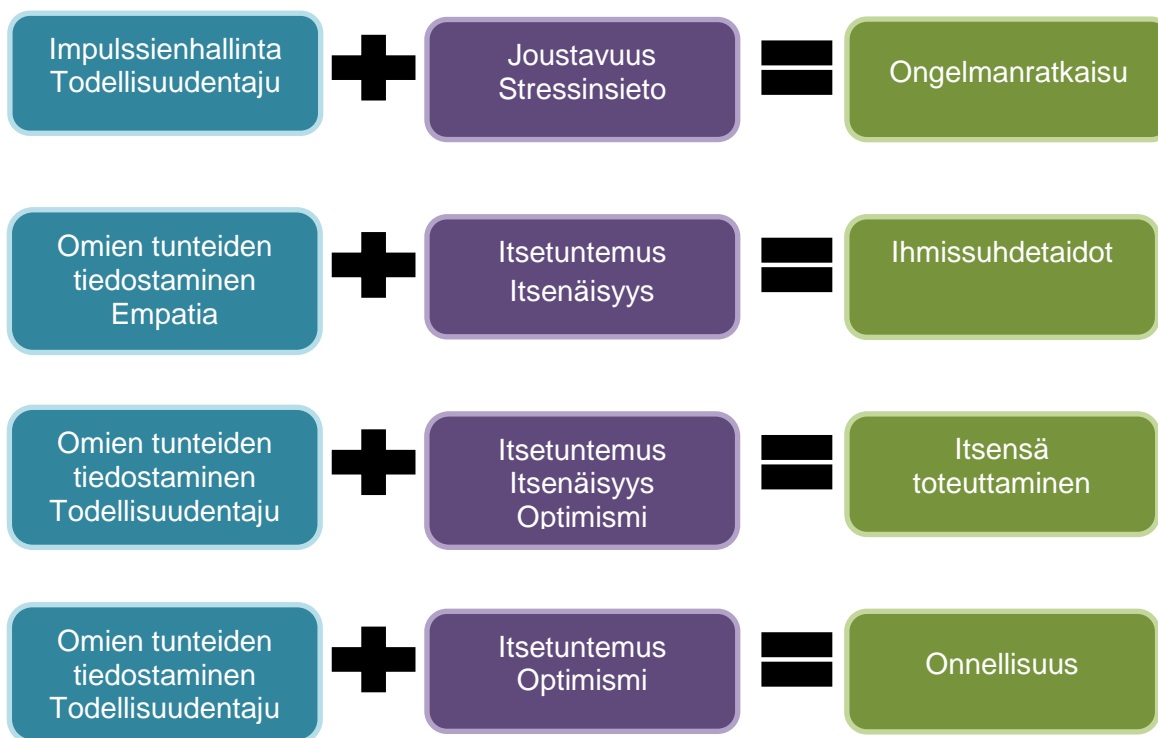 Impulssienhallinta
Todellisuudentaju
Joustavuus
Stressinsieto
Ongelmanratkaisu
Omien tunteiden
tiedostaminen
Empatia
Itsetuntemus
Itsenäisyys
Ihmissuhdetaidot
Omien tunteiden
tiedostaminen
Todellisuudentaju
Itsetuntemus
Itsenäisyys
Optimismi
Itsensä
toteuttaminen
Omien tunteiden
tiedostaminen
Todellisuudentaju
Itsetuntemus
Optimismi
Onnellisuus